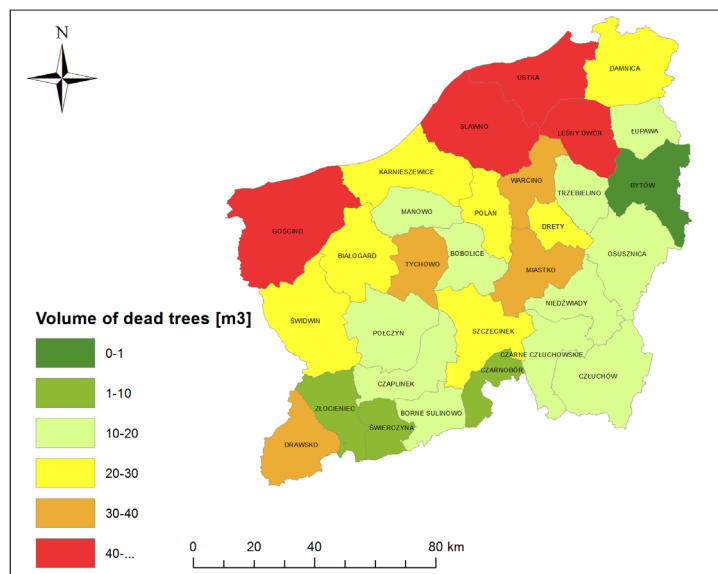 N
DAMNICA
USTKA
SŁAWNO
LEŚNY DWÓR
ŁUPAWA
KARNIESZEWICE
WARCINO
TRZEBIELINO
BYTÓW
MANOWO
POLAN
GOŚCINO
DRETY
BIAŁOGARD
TYCHOWO
BOBOLICE
MIASTKO
OSUSZNICA
NIEDŹWIADY
ŚWIDWIN
POŁCZYN
SZCZECINEK
CZARNE CZŁUCHOWSKIE
CZARNOBÓR
CZŁUCHÓW
CZAPLINEK
ZŁOCIENIEC
BORNE SULINOWO
ŚWIERCZYNA
DRAWSKO
Volume of dead trees [m3]
0-1
1-10
10-20
20-30
30-40
40-...
0 20 40 80 km